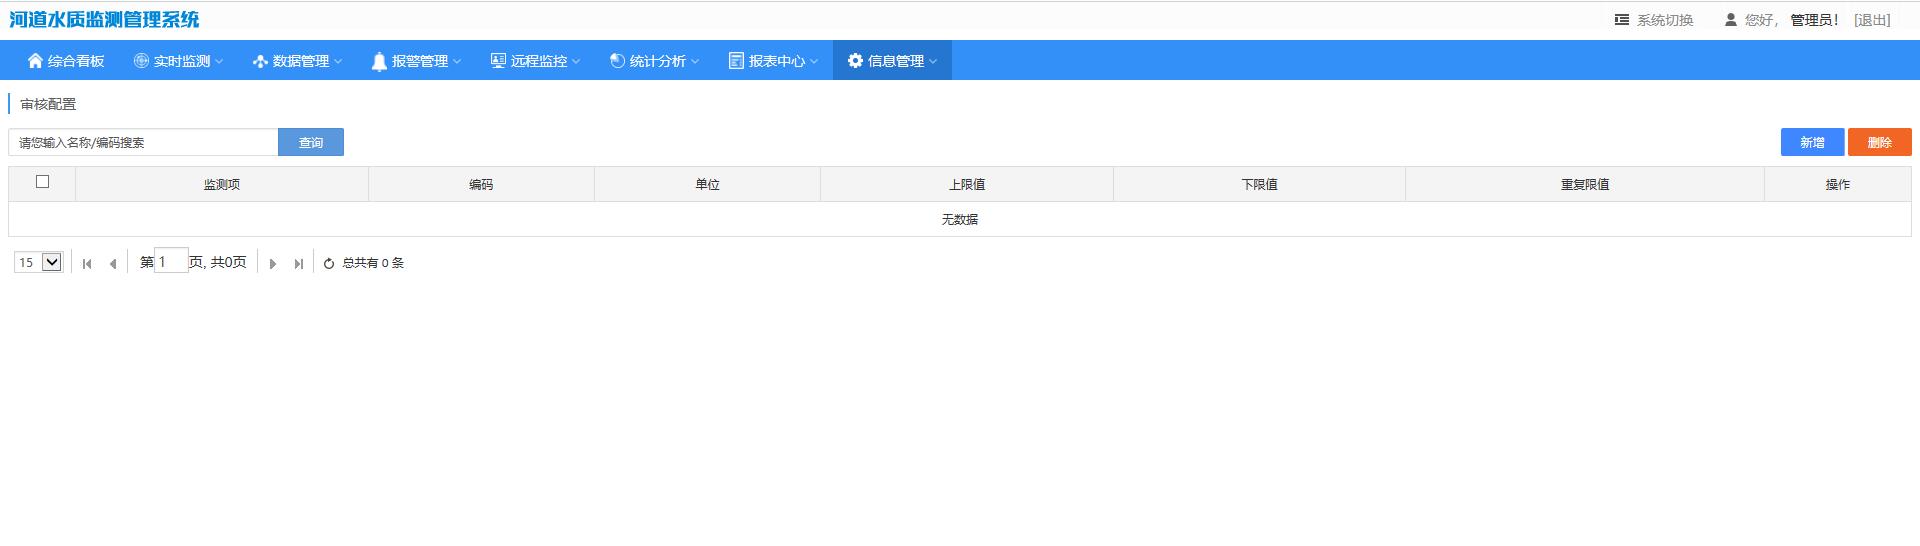 河道水质监测管理系统
系统切换 您好， 管理员！ [退出]
综合看板 实时监测 数据管理 报警管理 远程监控 统计分析 报表中心 信息管理
审核配置
请您输入名称/编码搜索 查询 新增 删除
监测项 编码 单位 上限值 下限值 重复限值 操作
无数据
15 第 1 页, 共0页 总共有 0 条